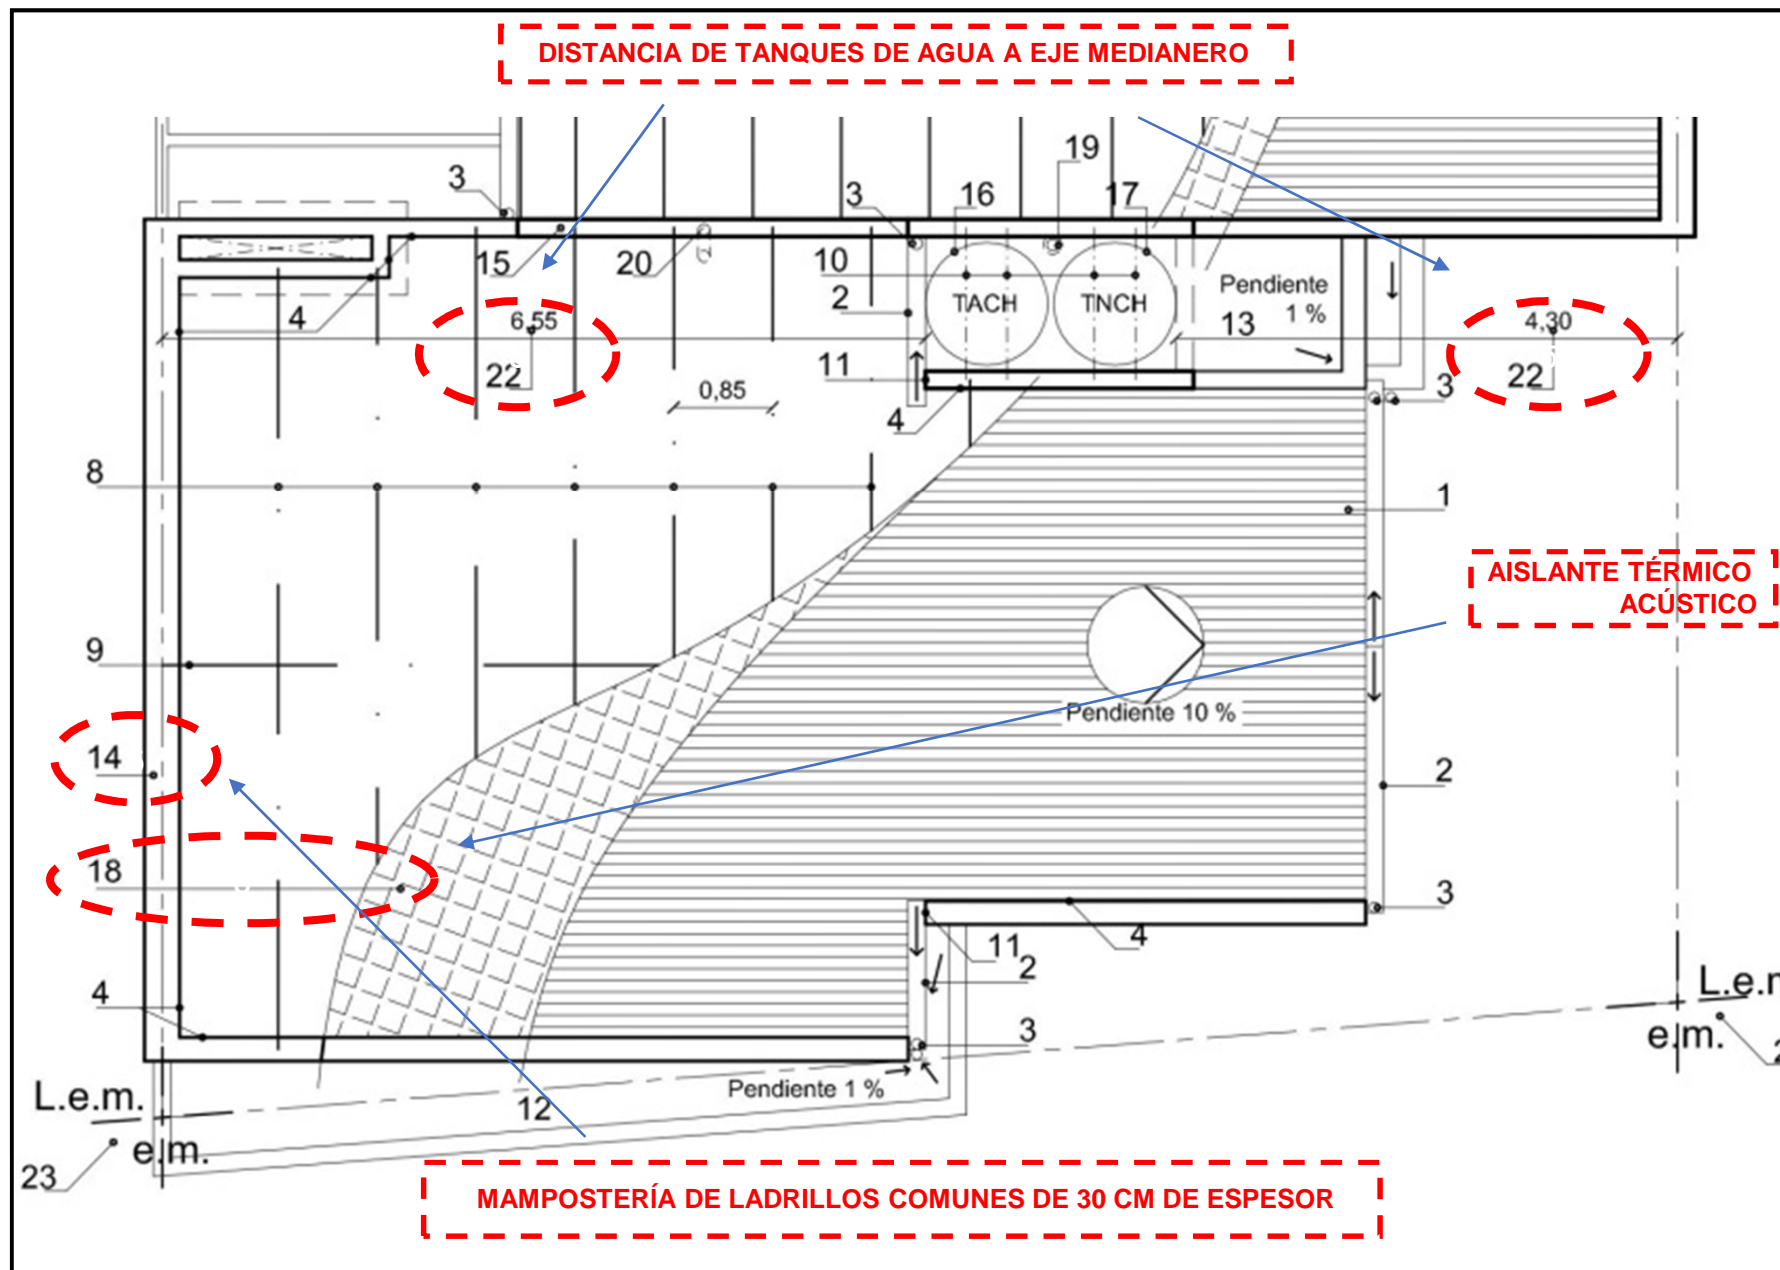 DISTANCIA DE TANQUES DE AGUA A EJE MEDIANERO
19
3
3
16
17
15
20
10
Pendiente
1 %
TACH
TNCH
2
4
6,55
13
4,30
22
11
22
0,85
3
4
8
1
AISLANTE TÉRMICO
ACÚSTICO
9
Pendiente 10 %
14
2
18
3
4
11
2
4
L.e.m
3
e.m.
Pendiente 1 %
L.e.m.
12
e.m.
23
MAMPOSTERÍA DE LADRILLOS COMUNES DE 30 CM DE ESPESOR